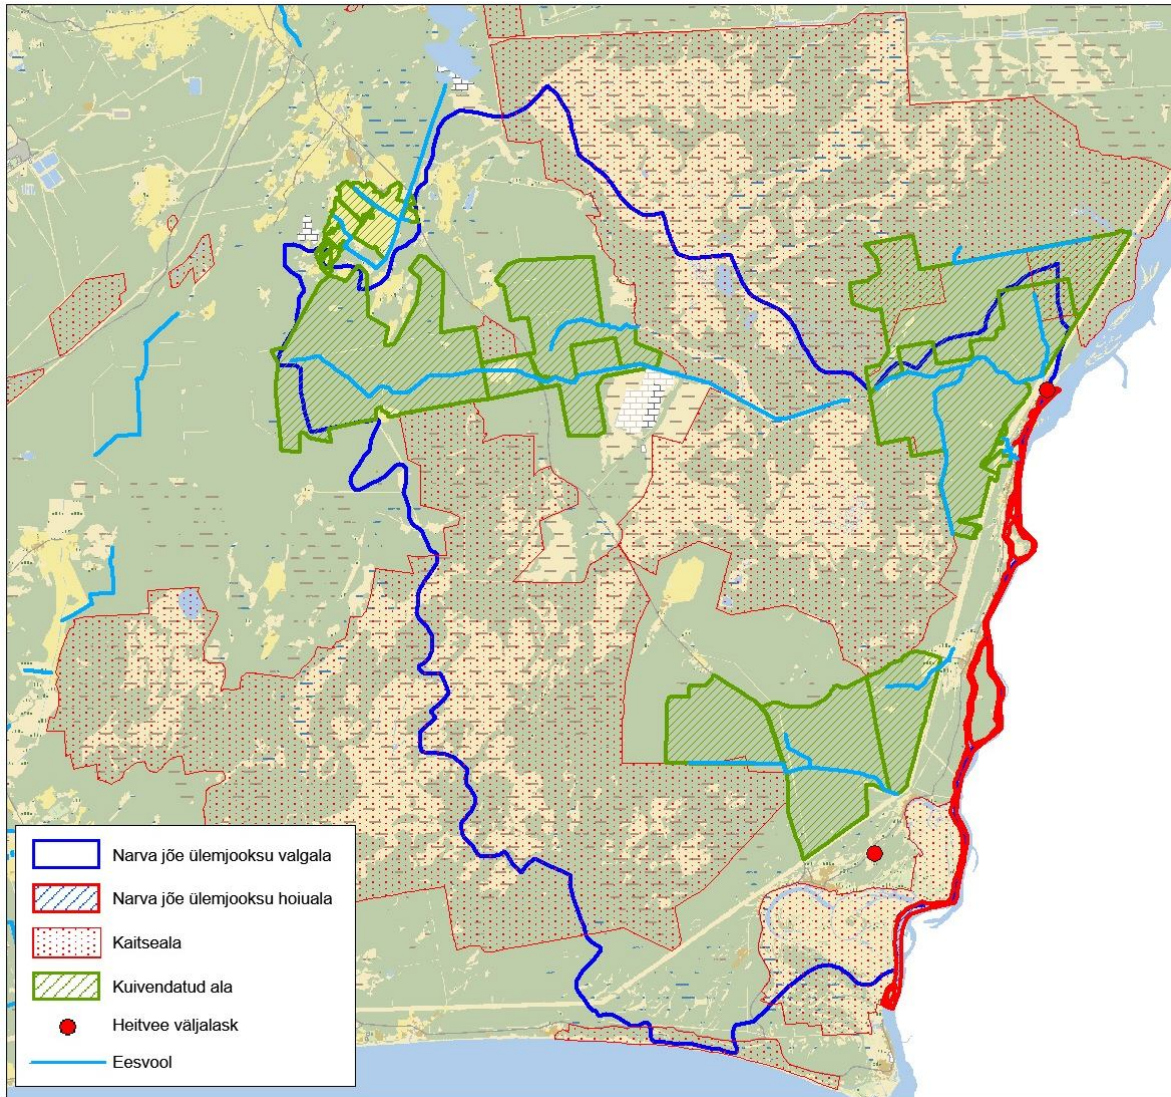 Narva jõe ülemjooksu valgala
Narva jõe ülemjooksu hoiuala
Kaitseala
Kuivendatud ala
Heitvee väljalask
Eesvool